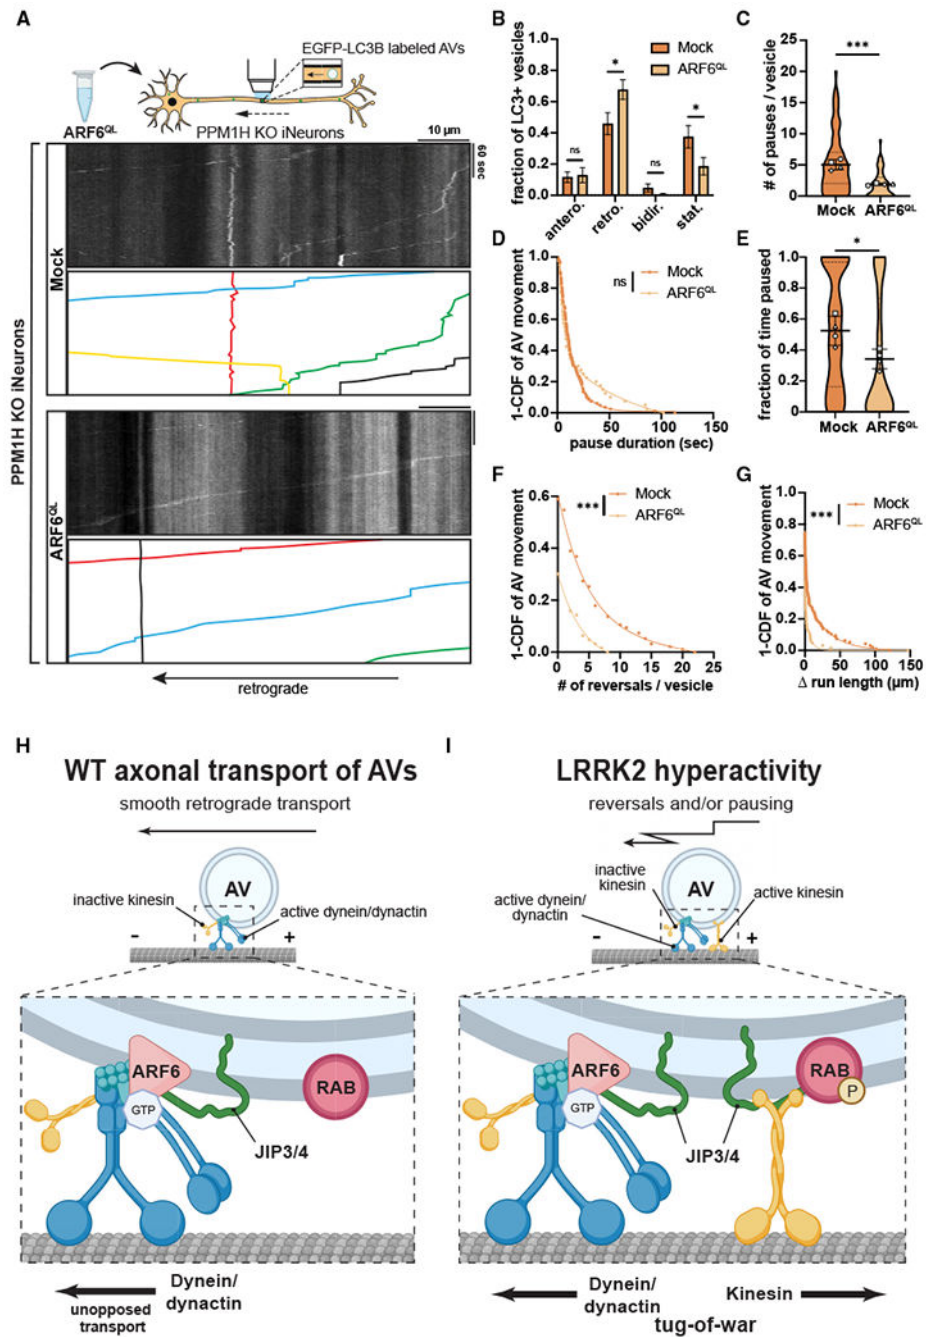 A
EGFP-LC3B labeled AVs
ARF6QL
PPM1H KO iNeurons
10 µm
60 sec
PPM1H KO iNeurons
Mock
ARF6QL
retrograde
B
fraction of LC3+ vesicles
1.0
0.8
0.6
0.4
0.2
0.0
Mock
ARF6QL
ns
*
ns
*
antero.
retro.
bidir.
stat.
C
# of pauses / vesicle
25
20
15
10
5
0
***
Mock
ARF6QL
D
1-CDF of AV movement
1.0
0.8
0.6
0.4
0.2
0.0
ns
Mock
ARF6QL
0
50
100
150
pause duration (sec)
E
fraction of time paused
1.0
0.8
0.6
0.4
0.2
0.0
*
Mock
ARF6QL
F
1-CDF of AV movement
0.6
0.4
0.2
0.0
***
Mock
ARF6QL
0
5
10
15
20
25
# of reversals / vesicle
G
1-CDF of AV movement
1.0
0.8
0.6
0.4
0.2
0.0
***
Mock
ARF6QL
0
50
100
150
Δ run length (µm)
H
WT axonal transport of AVs
smooth retrograde transport
AV
inactive kinesin
active dynein/dynactin
-
+
ARF6
GTP
RAB
JIP3/4
Dynein/
dynactin
unopposed
transport
I
LRRK2 hyperactivity
reversals and/or pausing
inactive
kinesin
AV
active kinesin
active dynein/
dynactin
-
+
ARF6
GTP
RAB
P
JIP3/4
Dynein/
dynactin
Kinesin
tug-of-war